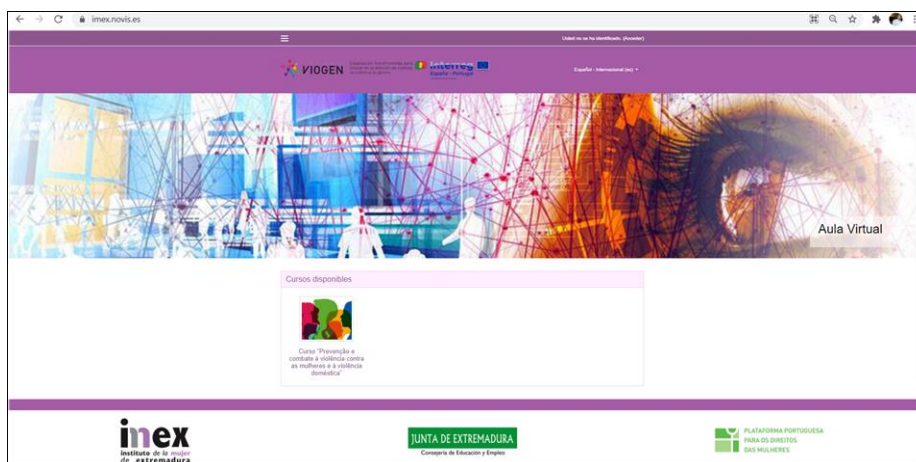 imex.novis.es
Usted no se ha identificado. (Acceder)
VIOGEN
Interreg
España - Portugal
Español - Internacional (es)
Aula Virtual
Cursos disponibles
Curso "Prevenção e
combate à violência contra
as mulheres e à violência
doméstica"
imex
instituto de la mujer
de extremadura
JUNTA DE EXTREMADURA
Consejería de Educación y Empleo
PLATAFORMA PORTUGUESA
PARA OS DIREITOS
DAS MULHERES